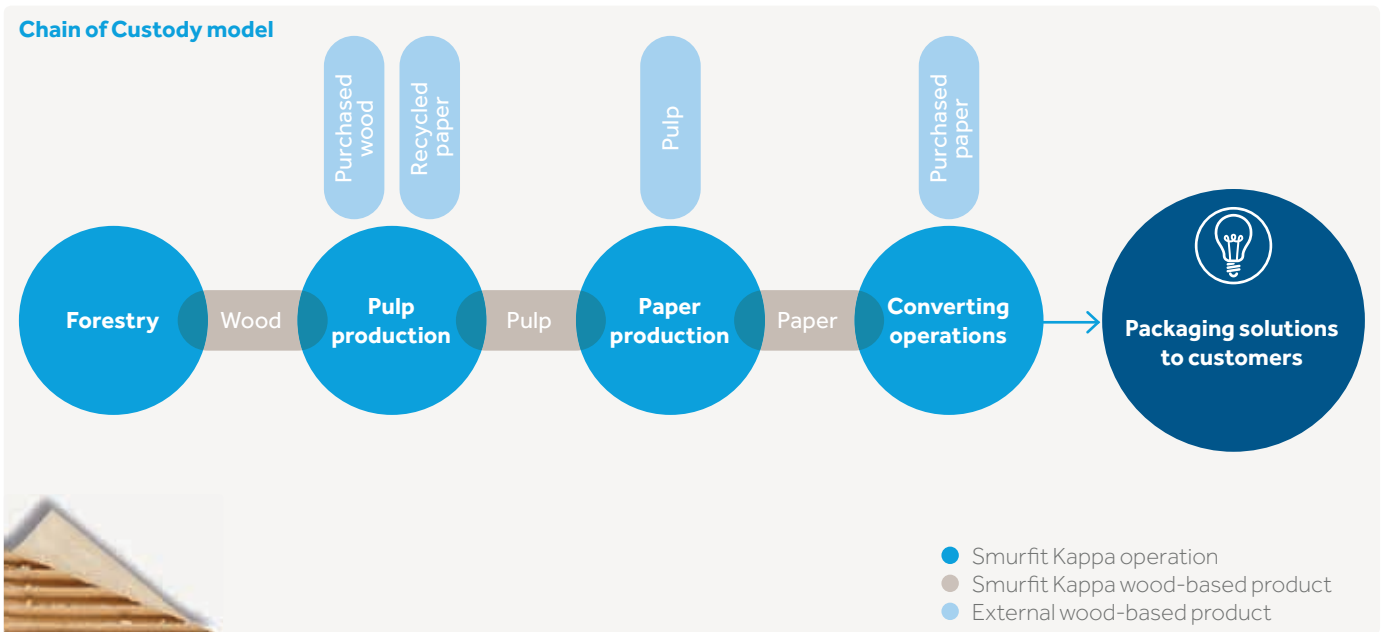 Chain of Custody model
Purchased
wood
Recycled
paper
Pulp
Purchased
paper
Forestry
Wood
Pulp
production
Pulp
Paper
production
Paper
Converting
operations
Packaging solutions
to customers
Smurfit Kappa operation
Smurfit Kappa wood-based product
External wood-based product